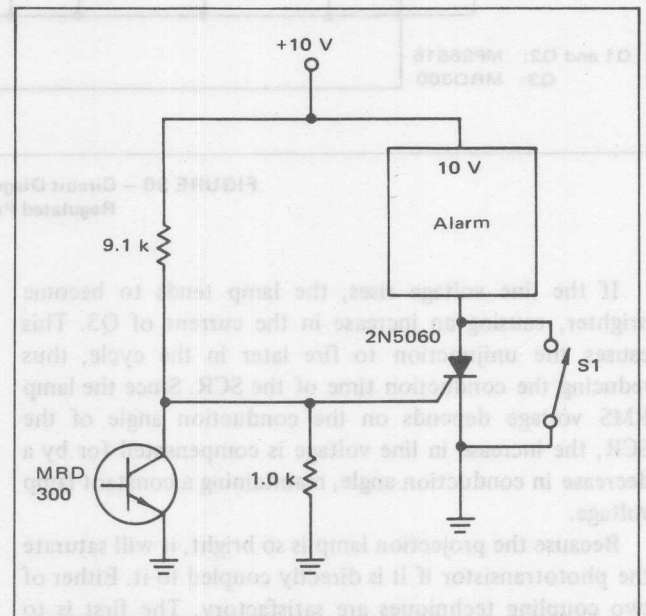 +10 V
10 V
Alarm
9.1 k
2N5060
S1
MRD
300
1.0 k
Q1 and Q2: MPS6516
Q3: MRD300
FIGURE 30 – Circuit
Regulated
If the line voltage rises, the lamp tends to become
brighter, causing an increase in the current of Q3. This
causes the unijunction to fire later in the cycle, thus
reducing the conduction time of the SCR. Since the lamp
RMS voltage depends on the conduction angle of the
SCR, the increase in line voltage is compensated for by a
decrease in conduction angle, maintaining a constant lamp
voltage.
Because the projection lamp is so bright, it will saturate
the phototransistor if it is directly coupled to it. Either of
two coupling techniques are satisfactory. The first is to